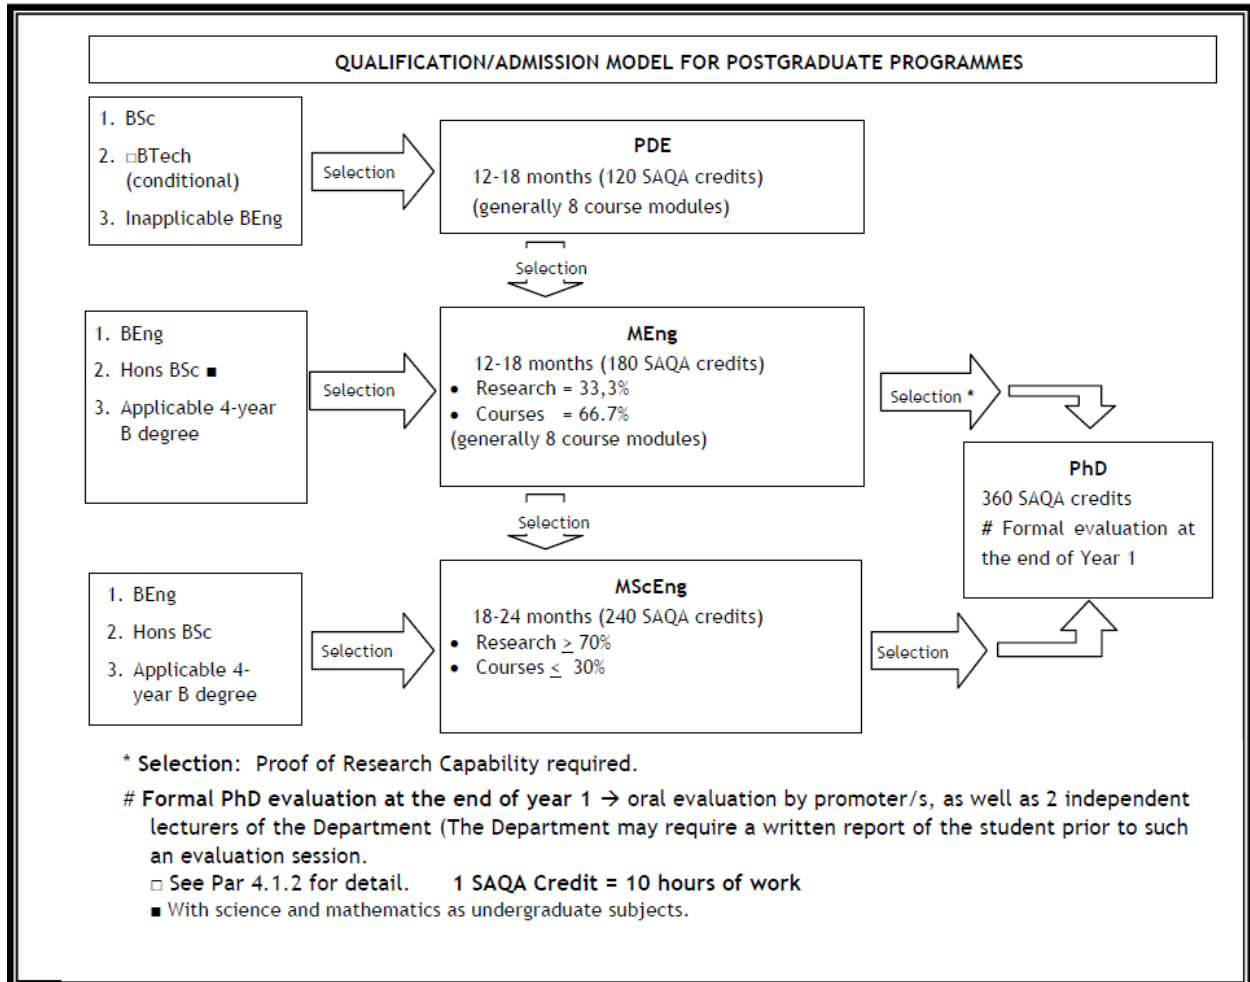 QUALIFICATION/ADMISSION MODEL FOR POSTGRADUATE PROGRAMMES
1. BSc
2. □BTech
(conditional)
3. Inapplicable BEng
Selection
PDE
12-18 months (120 SAQA credits)
(generally 8 course modules)
Selection
1. BEng
2. Hons BSc ■
3. Applicable 4-year
B degree
Selection
MEng
12-18 months (180 SAQA credits)
• Research = 33,3%
• Courses = 66.7%
(generally 8 course modules)
Selection *
PhD
360 SAQA credits
# Formal evaluation at
the end of Year 1
Selection
1. BEng
2. Hons BSc
3. Applicable 4-
year B degree
Selection
MScEng
18-24 months (240 SAQA credits)
• Research ≥ 70%
• Courses ≤ 30%
Selection
* Selection: Proof of Research Capability required.
# Formal PhD evaluation at the end of year 1 → oral evaluation by promoter/s, as well as 2 independent
lecturers of the Department (The Department may require a written report of the student prior to such
an evaluation session.
□ See Par 4.1.2 for detail. 1 SAQA Credit = 10 hours of work
■ With science and mathematics as undergraduate subjects.